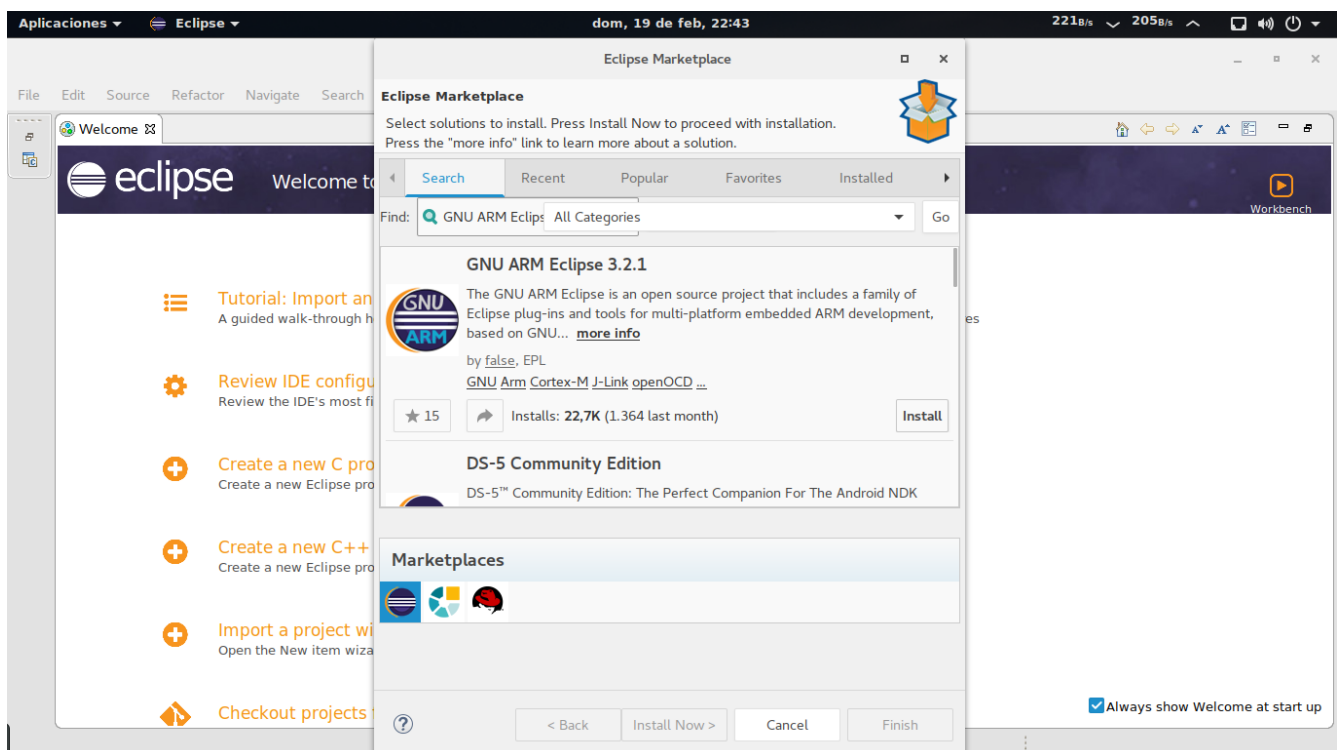 Aplicaciones Eclipse dom, 19 de feb, 22:43 221B/s 205B/s
Eclipse Marketplace
File Edit Source Refactor Navigate Search
Eclipse Marketplace
Select solutions to install. Press Install Now to proceed with installation.
Press the "more info" link to learn more about a solution.
Welcome
eclipse Welcome to
Workbench
Search Recent Popular Favorites Installed
Find: GNU ARM Eclips All Categories Go
GNU ARM Eclipse 3.2.1
The GNU ARM Eclipse is an open source project that includes a family of
Eclipse plug-ins and tools for multi-platform embedded ARM development,
based on GNU... more info
GNU
ARM
by false, EPL
GNU Arm Cortex-M J-Link openOCD ...
15 Installs: 22,7K (1.364 last month) Install
DS-5 Community Edition
DS-5™ Community Edition: The Perfect Companion For The Android NDK
Marketplaces
< Back Install Now > Cancel Finish
Tutorial: Import an
A guided walk-through h
es
Review IDE configu
Review the IDE's most fi
Create a new C pro
Create a new Eclipse pro
Create a new C++
Create a new Eclipse pro
Import a project wi
Open the New item wiza
Checkout projects
Always show Welcome at start up